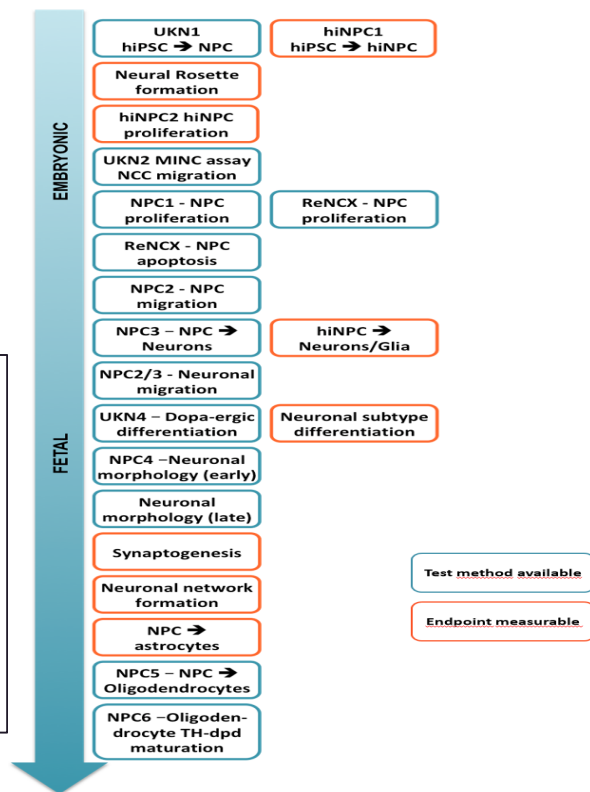 UKN1
hiPSC ➔ NPC
hiNPC1
hiPSC ➔ hiNPC
Neural Rosette
formation
hiNPC2 hiNPC
proliferation
UKN2 MINC assay
NCC migration
NPC1 - NPC
proliferation
ReNCX - NPC
proliferation
ReNCX - NPC
apoptosis
NPC2 - NPC
migration
NPC3 – NPC ➔
Neurons
hiNPC ➔
Neurons/Glia
NPC2/3 - Neuronal
migration
UKN4 – Dopa-ergic
differentiation
Neuronal subtype
differentiation
NPC4 –Neuronal
morphology (early)
Neuronal
morphology (late)
Synaptogenesis
Neuronal network
formation
NPC ➔
astrocytes
NPC5 – NPC ➔
Oligodendrocytes
NPC6 –Oligoden-
drocyte TH-dpd
maturation
EMBRYONIC
FETAL
Test method available
Endpoint measurable